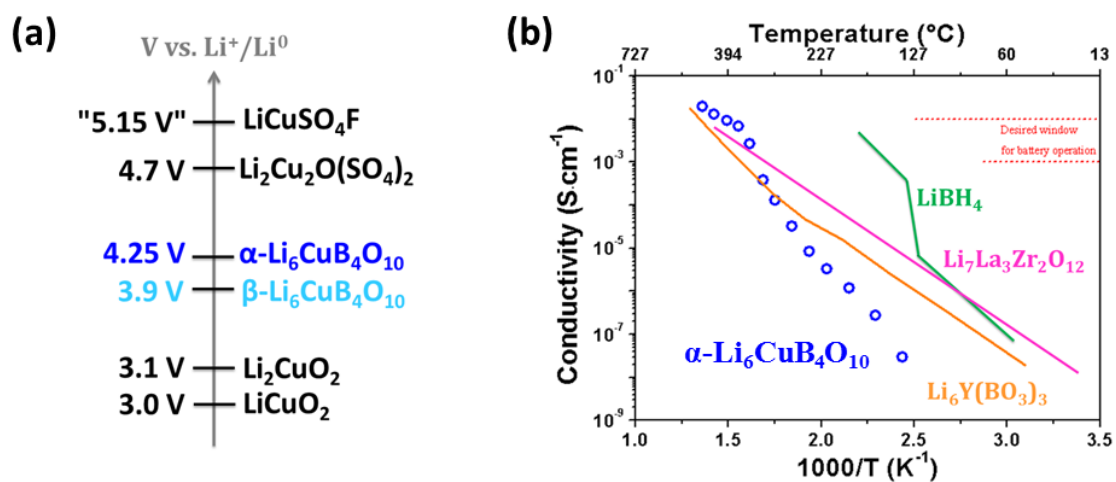 (a)
V vs. Li⁺/Li⁰
"5.15 V" LiCuSO₄F
4.7 V Li₂Cu₂O(SO₄)₂
4.25 V α-Li₆CuB₄O₁₀
3.9 V β-Li₆CuB₄O₁₀
3.1 V Li₂CuO₂
3.0 V LiCuO₂
(b)
Temperature (°C)
727 394 227 127 60 13
Conductivity (S.cm⁻¹)
10⁻¹
10⁻³
10⁻⁵
10⁻⁷
10⁻⁹
Desired window
for battery operation
LiBH₄
Li₇La₃Zr₂O₁₂
α-Li₆CuB₄O₁₀
Li₆Y(BO₃)₃
1.0 1.5 2.0 2.5 3.0 3.5
1000/T (K⁻¹)